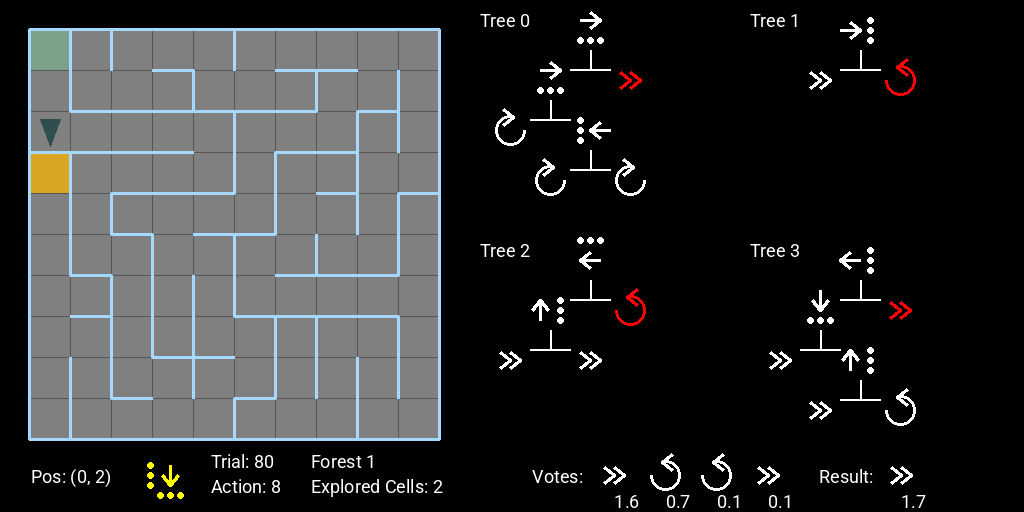 Tree 0
Tree 1
Tree 2
Tree 3
Pos: (0, 2)
Trial: 80
Forest 1
Action: 8
Explored Cells: 2
Votes:
1.6
0.7
0.1
0.1
Result:
1.7